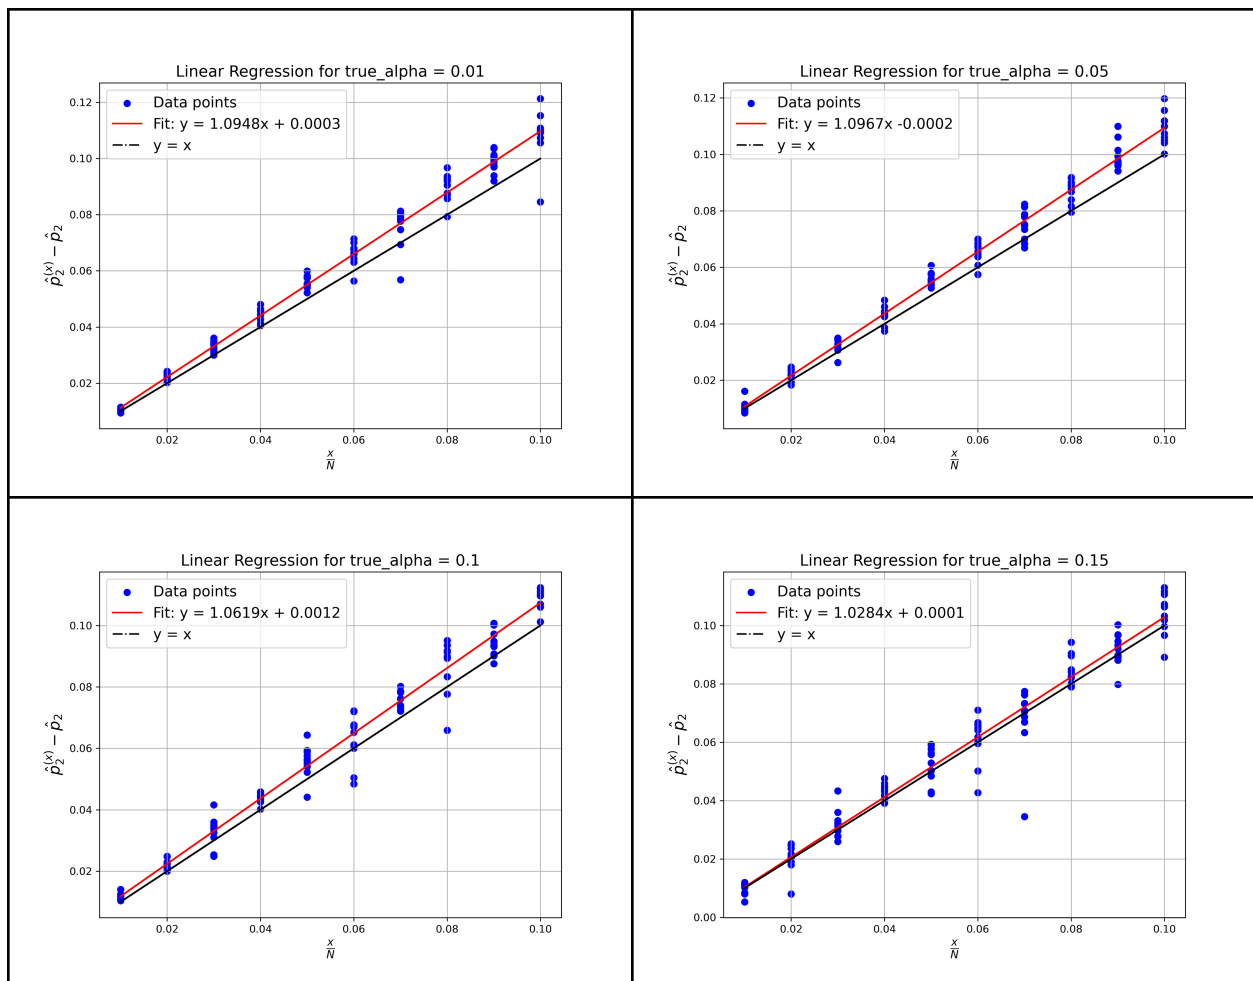 Linear Regression for true_alpha = 0.01
Data points
Fit: y = 1.0948x + 0.0003
y = x
0.12
0.10
0.08
0.06
0.04
0.02
p̂₂⁽ˣ⁾ − p̂₂
0.02 0.04 0.06 0.08 0.10
x/N
Linear Regression for true_alpha = 0.05
Data points
Fit: y = 1.0967x -0.0002
y = x
0.12
0.10
0.08
0.06
0.04
0.02
p̂₂⁽ˣ⁾ − p̂₂
0.02 0.04 0.06 0.08 0.10
x/N
Linear Regression for true_alpha = 0.1
Data points
Fit: y = 1.0619x + 0.0012
y = x
0.10
0.08
0.06
0.04
0.02
p̂₂⁽ˣ⁾ − p̂₂
0.02 0.04 0.06 0.08 0.10
x/N
Linear Regression for true_alpha = 0.15
Data points
Fit: y = 1.0284x + 0.0001
y = x
0.10
0.08
0.06
0.04
0.02
0.00
p̂₂⁽ˣ⁾ − p̂₂
0.02 0.04 0.06 0.08 0.10
x/N